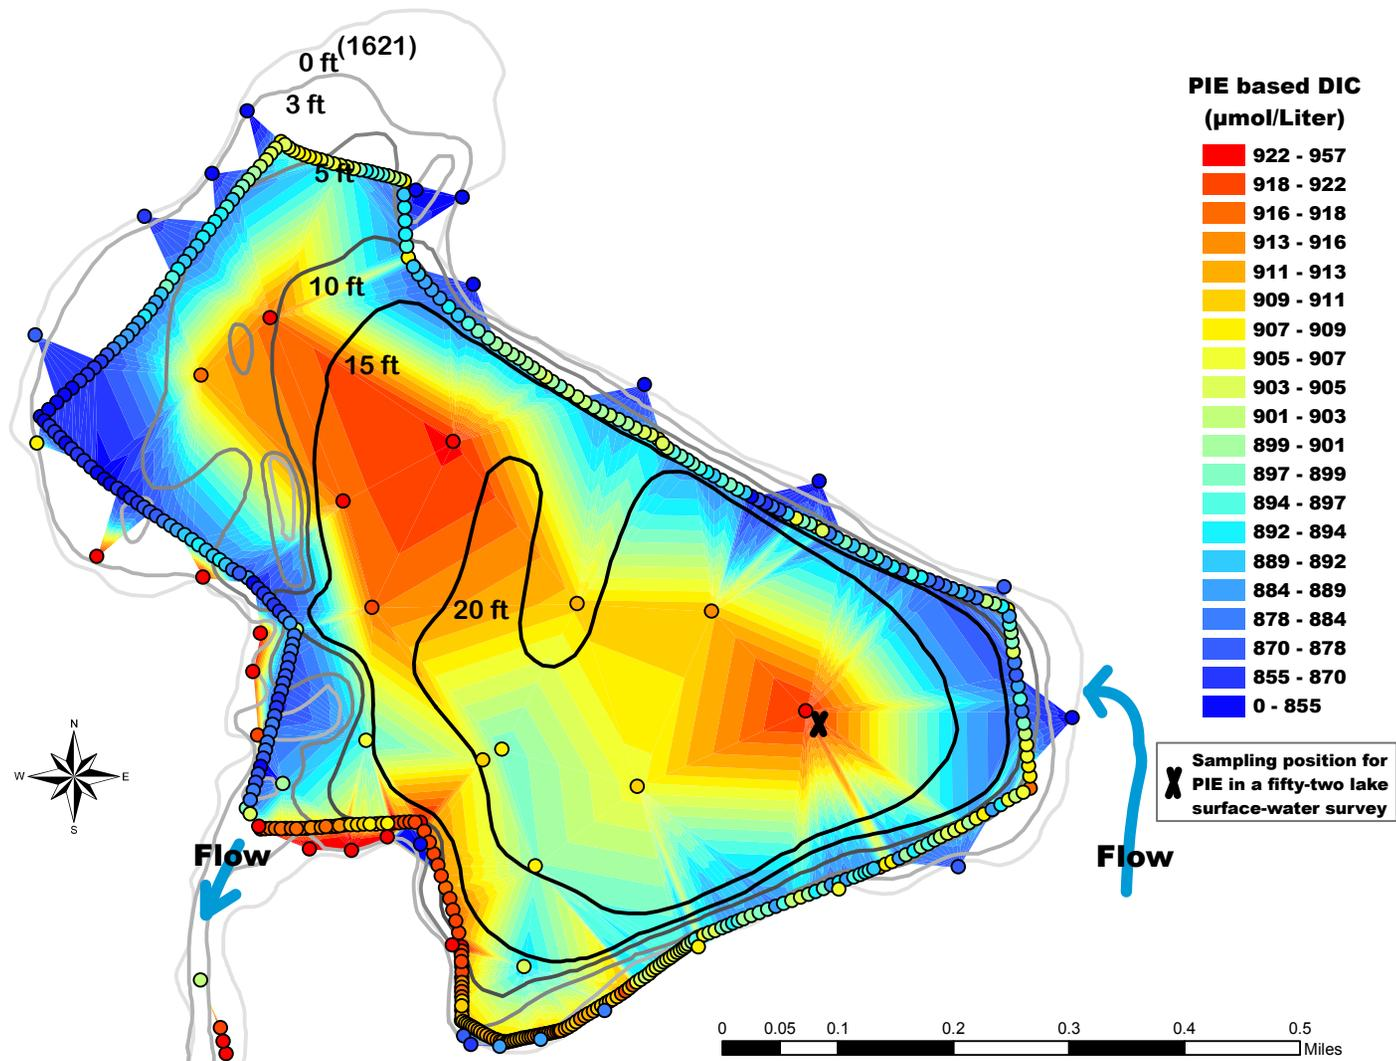 (1621)
0 ft
3 ft
5 ft
10 ft
15 ft
20 ft
PIE based DIC
(µmol/Liter)
922 - 957
918 - 922
916 - 918
913 - 916
911 - 913
909 - 911
907 - 909
905 - 907
903 - 905
901 - 903
899 - 901
897 - 899
894 - 897
892 - 894
889 - 892
884 - 889
878 - 884
870 - 878
855 - 870
0 - 855
N
W
E
S
Sampling position for
PIE in a fifty-two lake
surface-water survey
X
X
Flow
Flow
0 0.05 0.1 0.2 0.3 0.4 0.5
Miles